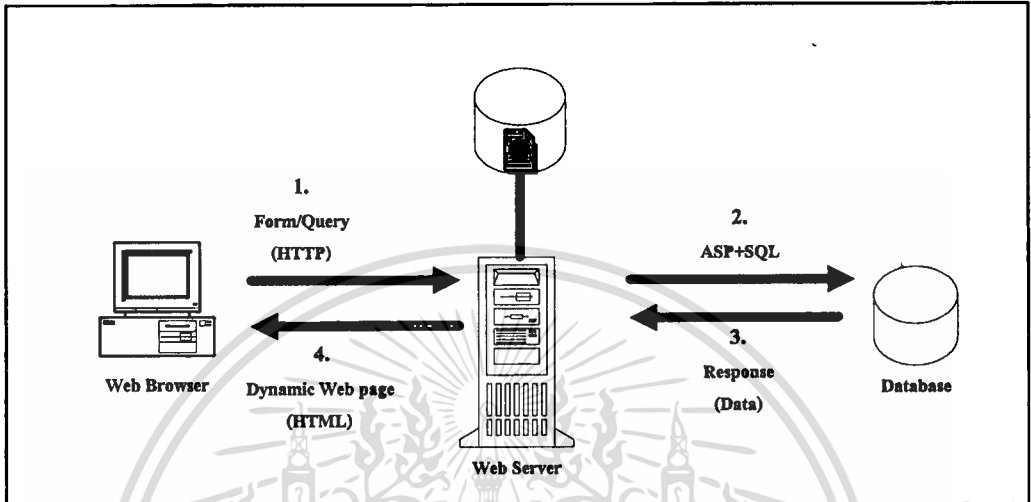 1.
Form/Query
(HTTP)
2.
ASP+SQL
4.
Dynamic Web page
(HTML)
3.
Response
(Data)
Web Browser
Web Server
Database